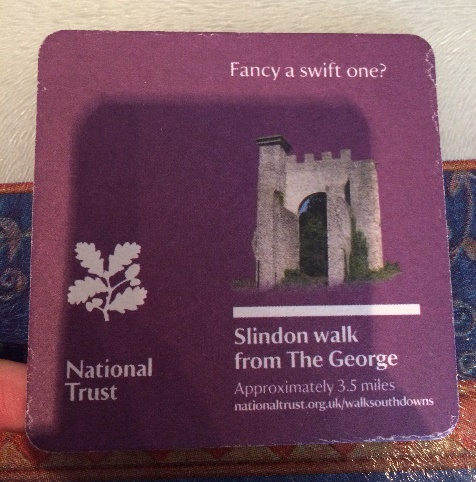 Fancy a swift one?
Slindon walk
from The George
Approximately 3.5 miles
nationaltrust.org.uk/walksouthdowns
National
Trust